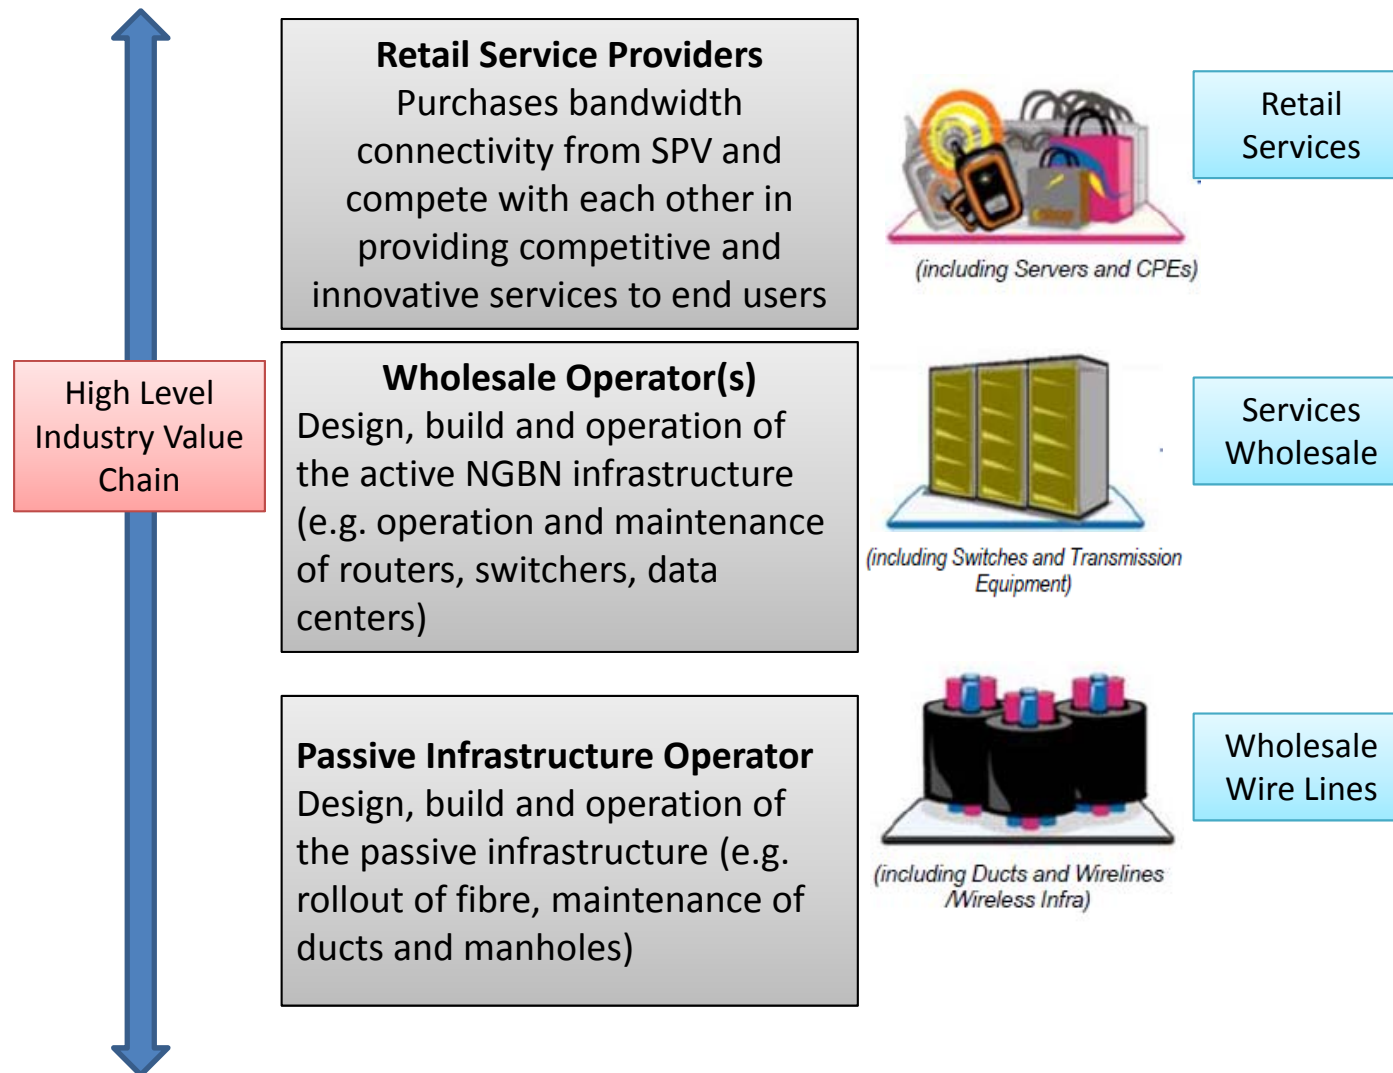 Retail Service Providers
Purchases bandwidth
connectivity from SPV and
compete with each other in
providing competitive and
innovative services to end users
(including Servers and CPEs)
Retail
Services
High Level
Industry Value
Chain
Wholesale Operator(s)
Design, build and operation of
the active NGBN infrastructure
(e.g. operation and maintenance
of routers, switchers, data
centers)
(including Switches and Transmission
Equipment)
Services
Wholesale
Passive Infrastructure Operator
Design, build and operation of
the passive infrastructure (e.g.
rollout of fibre, maintenance of
ducts and manholes)
(including Ducts and Wirelines
/Wireless Infra)
Wholesale
Wire Lines